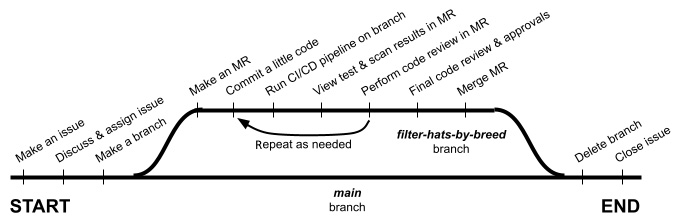 Make an issue
Discuss & assign issue
Make a branch
Make an MR
Commit a little code
Run CI/CD pipeline on branch
View test & scan results in MR
Perform code review in MR
Final code review & approvals
Merge MR
Repeat as needed
filter-hats-by-breed
branch
Delete branch
Close issue
START
main
branch
END